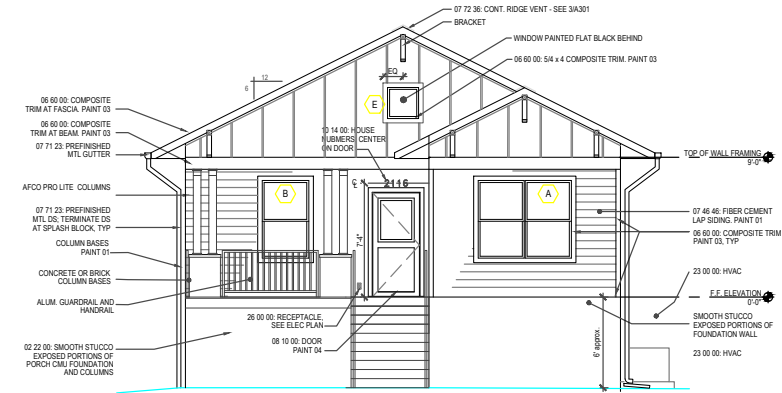 07 72 36: CONT. RIDGE VENT - SEE 3/A301
BRACKET
WINDOW PAINTED FLAT BLACK BEHIND
06 60 00: 5/4 x 4 COMPOSITE TRIM. PAINT 03
12
6
EQ
E
06 60 00: COMPOSITE
TRIM AT FASCIA. PAINT 03
06 60 00: COMPOSITE
TRIM AT BEAM. PAINT 03
07 71 23: PREFINISHED
MTL GUTTER
10 14 00: HOUSE
NUBMERS, CENTER
ON DOOR
TOP OF WALL FRAMING
9'-0"
AFCO PRO LITE COLUMNS
B
2116
A
07 71 23: PREFINISHED
MTL DS; TERMINATE DS
AT SPLASH BLOCK, TYP
07 46 46: FIBER CEMENT
LAP SIDING. PAINT 01
06 60 00: COMPOSITE TRIM
PAINT 03, TYP
COLUMN BASES
PAINT 01
7'-4"
CONCRETE OR BRICK
COLUMN BASES
23 00 00: HVAC
F.F. ELEVATION
0'-0"
ALUM. GUARDRAIL AND
HANDRAIL
26 00 00: RECEPTACLE,
SEE ELEC PLAN
SMOOTH STUCCO
EXPOSED PORTIONS OF
FOUNDATION WALL
08 10 00: DOOR
PAINT 04
6' approx.
02 22 00: SMOOTH STUCCO
EXPOSED PORTIONS OF
PORCH CMU FOUNDATION
AND COLUMNS
23 00 00: HVAC